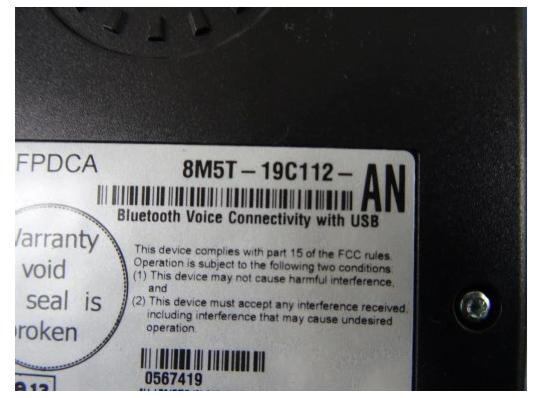 FPDCA
8M5T – 19C112 – AN
Bluetooth Voice Connectivity with USB
void
seal is
This device complies with part 15 of the FCC rules.
Operation is subject to the following two conditions:
(1) This device may not cause harmful interference,
and
(2) This device must accept any interference received,
including interference that may cause undesired
operation.
0567419